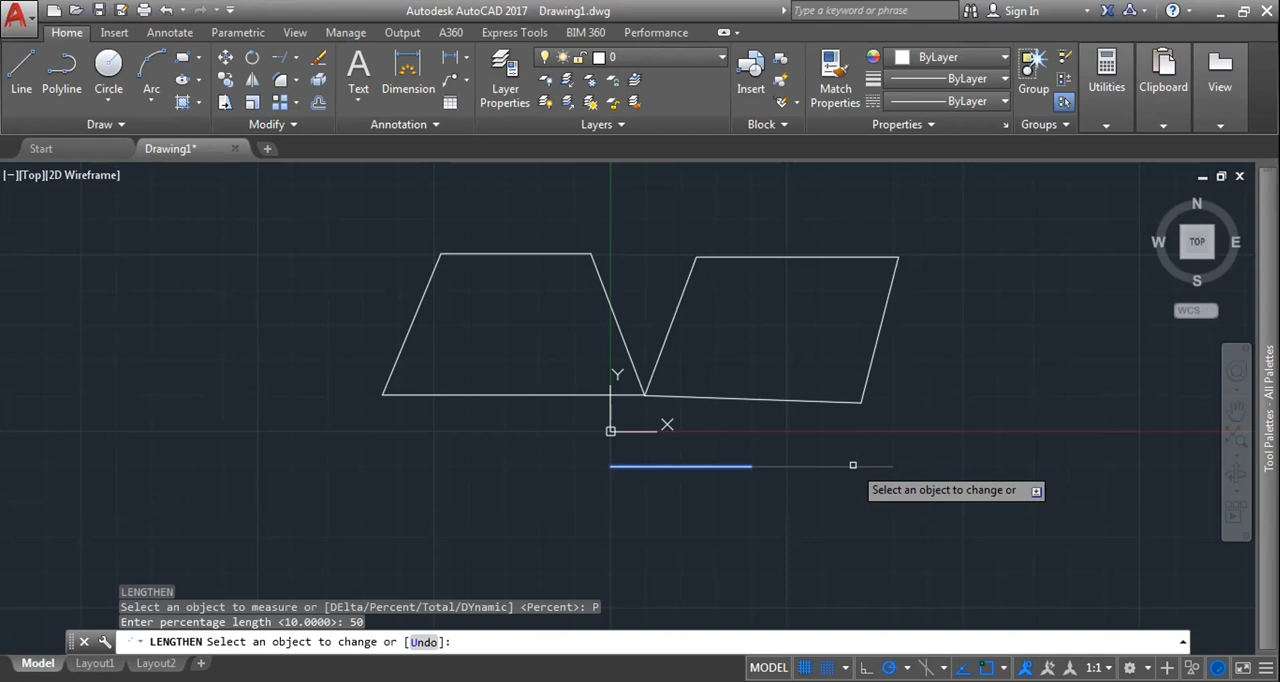 Autodesk AutoCAD 2017 Drawing1.dwg
Type a keyword or phrase
Sign In
Home Insert Annotate Parametric View Manage Output A360 Express Tools BIM 360 Performance
Line Polyline Circle Arc
Text Dimension
Layer
Properties
0
Insert
Match
Properties
ByLayer
ByLayer
ByLayer
Group
Utilities
Clipboard
View
Draw Modify Annotation Layers Block Properties Groups
Start Drawing1*
[−][Top][2D Wireframe]
N
W TOP E
S
WCS
Y
X
Tool Palettes - All Palettes
Select an object to change or
LENGTHEN
Select an object to measure or [DElta/Percent/Total/DYnamic] <Percent>: P
Enter percentage length <10.0000>: 50
LENGTHEN Select an object to change or [Undo]:
Model Layout1 Layout2
MODEL 1:1